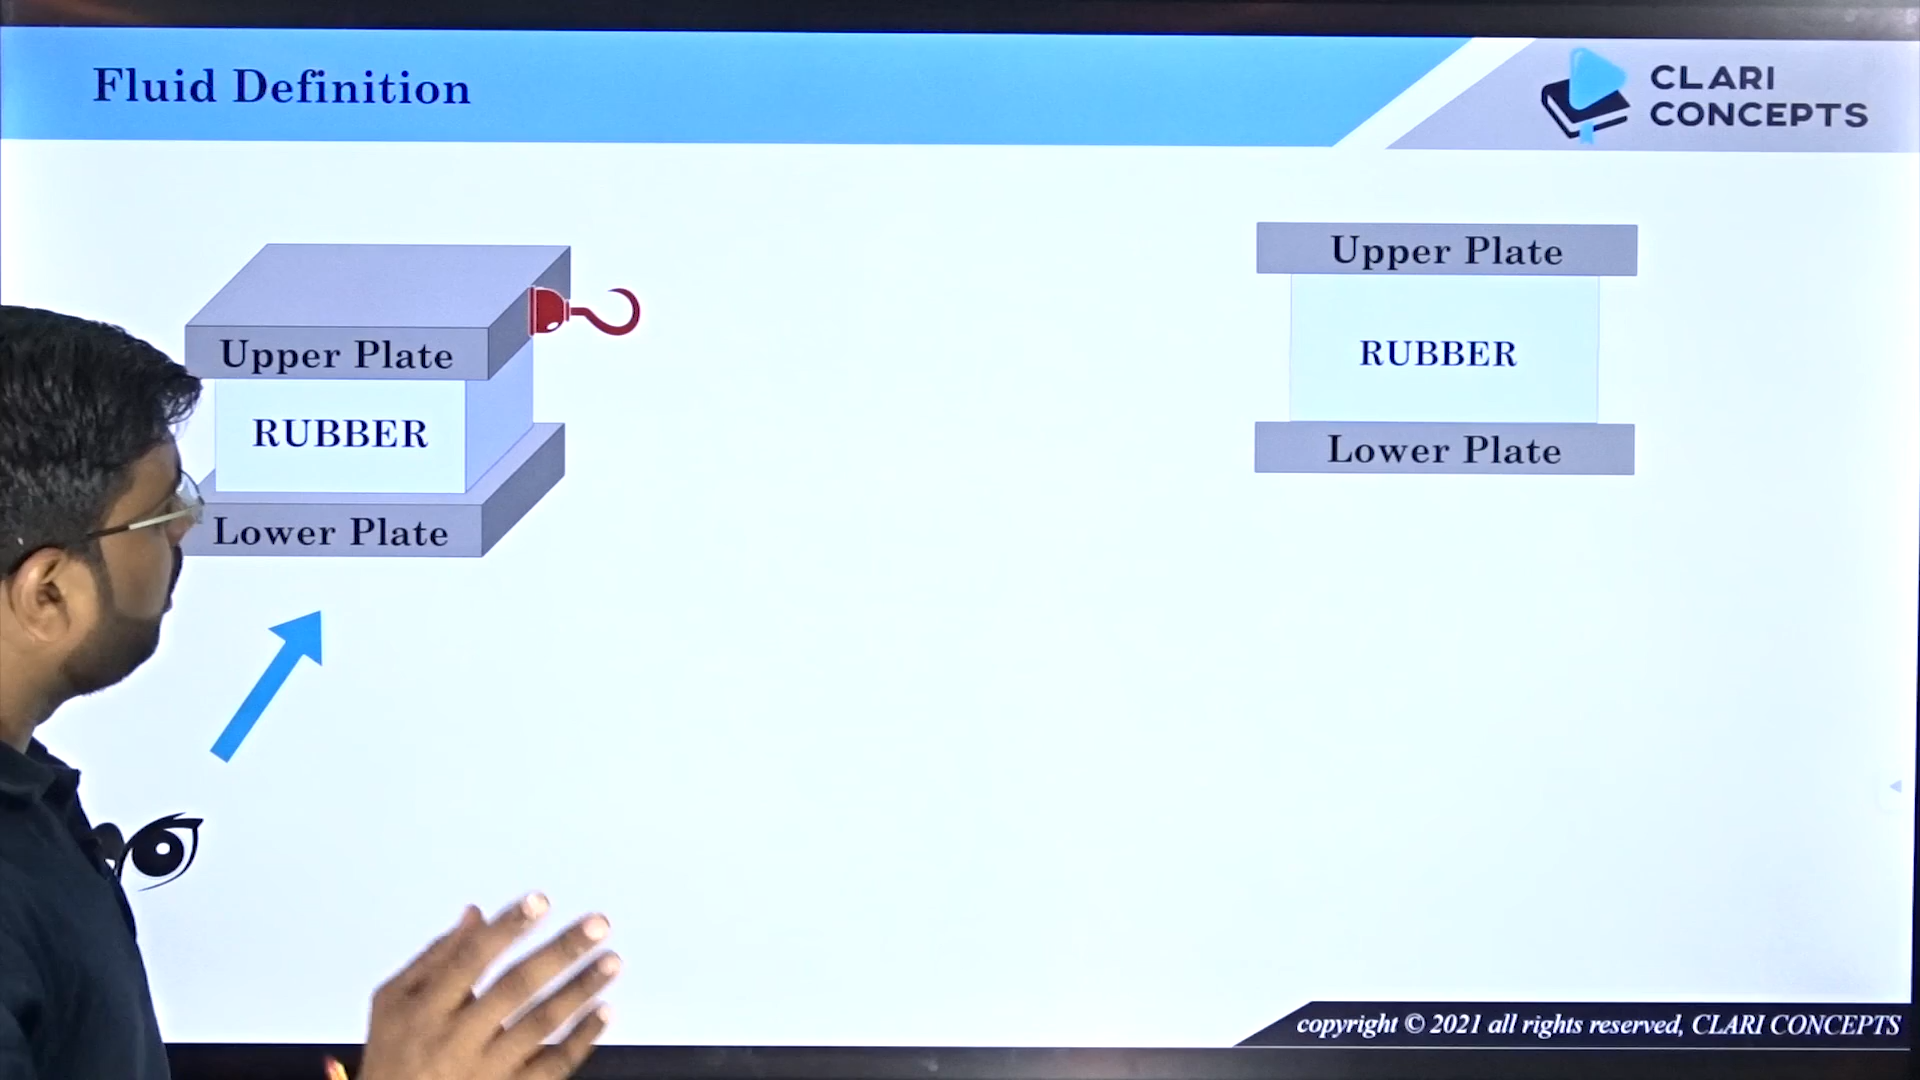 Fluid Definition
CLARI
CONCEPTS
Upper Plate
RUBBER
Lower Plate
Upper Plate
RUBBER
Lower Plate
copyright © 2021 all rights reserved, CLARI CONCEPTS